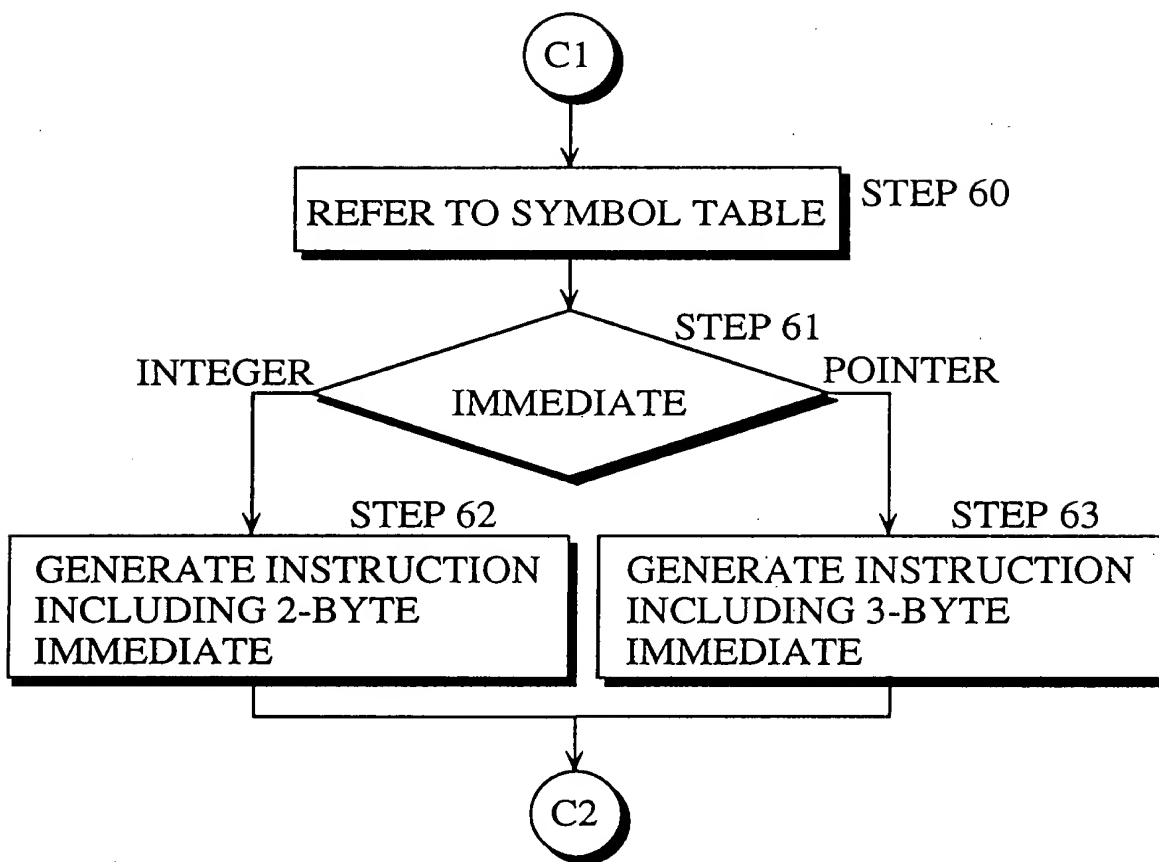 C1
REFER TO SYMBOL TABLE
STEP 60
STEP 61
INTEGER
IMMEDIATE
POINTER
STEP 62
GENERATE INSTRUCTION
INCLUDING 2-BYTE
IMMEDIATE
STEP 63
GENERATE INSTRUCTION
INCLUDING 3-BYTE
IMMEDIATE
C2